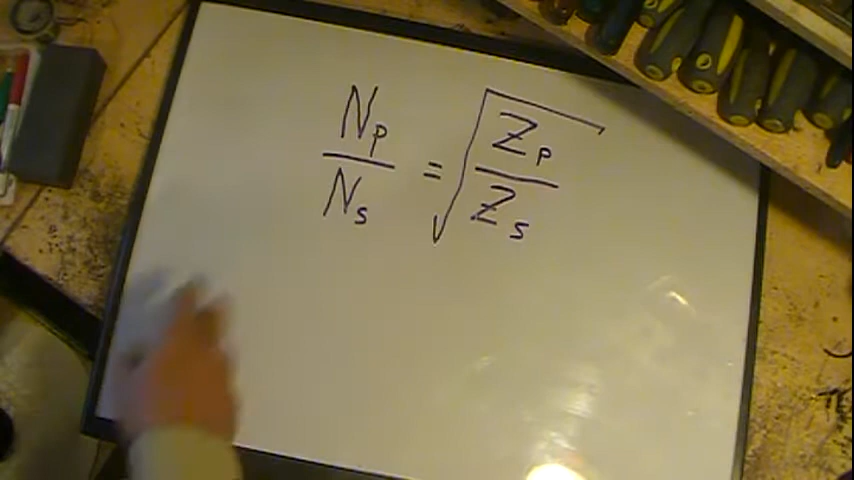 Np/Ns = √(Zp/Zs)